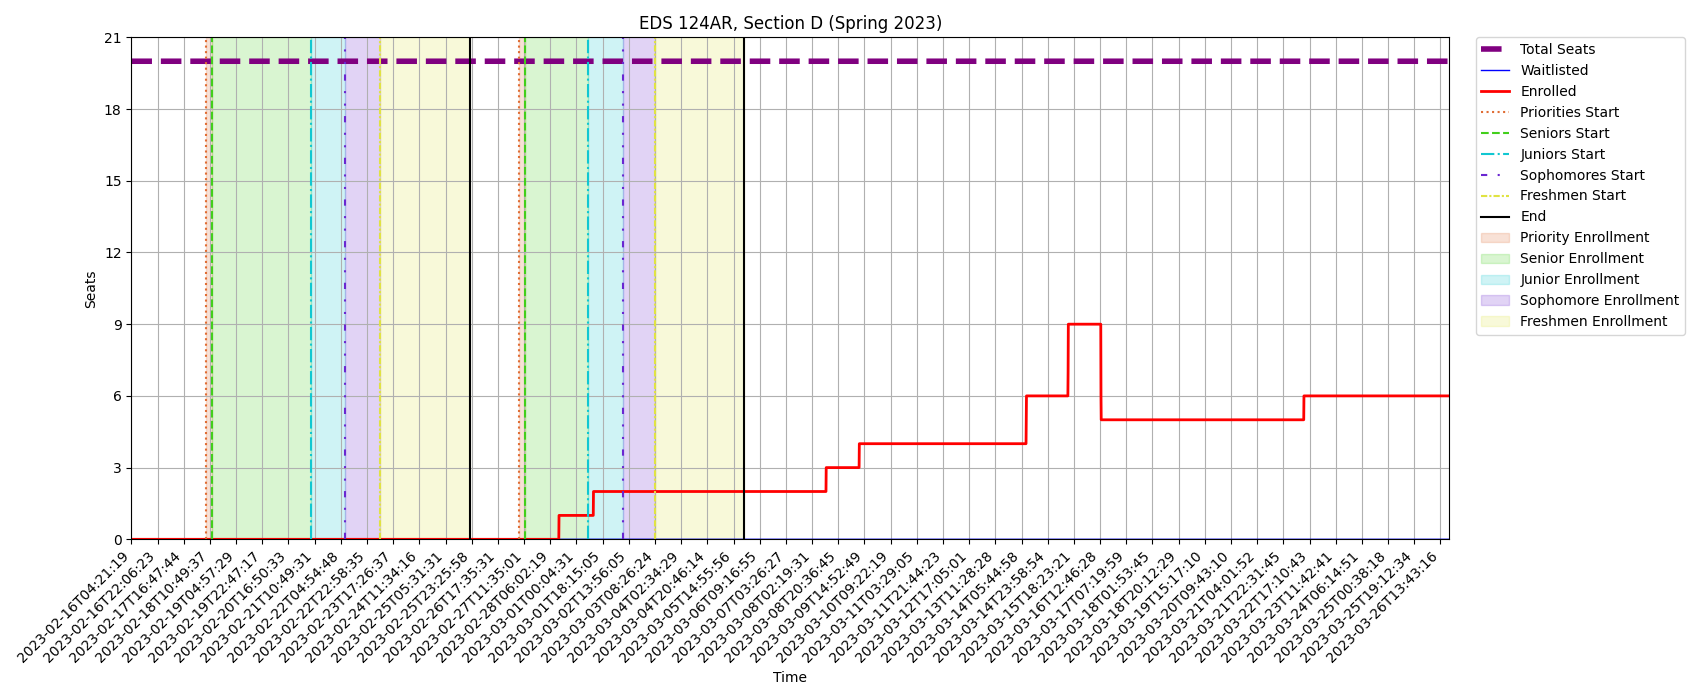 EDS 124AR, Section D (Spring 2023)
21
18
15
12
9
6
3
0
Seats
2023-02-16T04:21:19
2023-02-16T22:06:23
2023-02-17T16:47:44
2023-02-18T10:49:37
2023-02-19T04:57:29
2023-02-19T22:47:17
2023-02-20T16:50:33
2023-02-21T10:49:31
2023-02-22T04:54:48
2023-02-22T22:58:35
2023-02-23T17:26:37
2023-02-24T11:34:16
2023-02-25T05:31:31
2023-02-25T23:25:58
2023-02-26T17:35:31
2023-02-27T11:35:01
2023-02-28T06:02:19
2023-03-01T00:04:31
2023-03-01T18:15:05
2023-03-02T13:56:05
2023-03-03T08:26:24
2023-03-04T02:34:29
2023-03-04T20:46:14
2023-03-05T14:55:56
2023-03-06T09:16:55
2023-03-07T03:26:27
2023-03-08T02:19:31
2023-03-08T20:36:45
2023-03-09T14:52:49
2023-03-10T09:22:19
2023-03-11T03:29:05
2023-03-11T21:44:23
2023-03-12T17:05:01
2023-03-13T11:28:28
2023-03-14T05:44:58
2023-03-14T23:58:54
2023-03-15T18:23:21
2023-03-16T12:46:28
2023-03-17T07:19:59
2023-03-18T01:53:45
2023-03-18T20:12:29
2023-03-19T15:17:10
2023-03-20T09:43:10
2023-03-21T04:01:52
2023-03-21T22:31:45
2023-03-22T17:10:43
2023-03-23T11:42:41
2023-03-24T06:14:51
2023-03-25T00:38:18
2023-03-25T19:12:34
2023-03-26T13:43:16
Time
Total Seats
Waitlisted
Enrolled
Priorities Start
Seniors Start
Juniors Start
Sophomores Start
Freshmen Start
End
Priority Enrollment
Senior Enrollment
Junior Enrollment
Sophomore Enrollment
Freshmen Enrollment